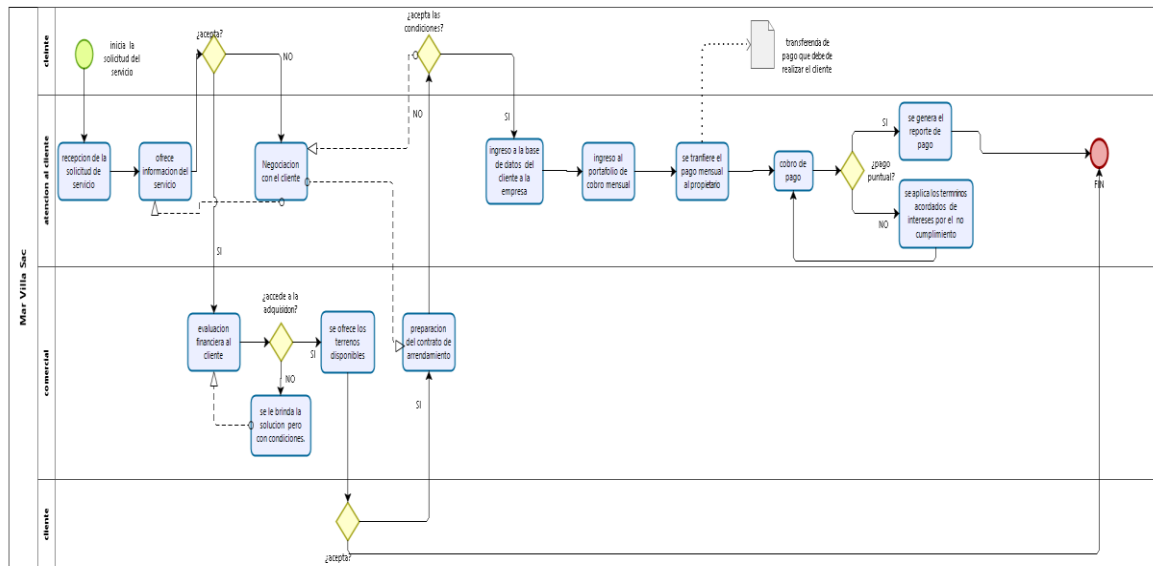 Mar Villa Sac
cleinte
inicia la
solicitud del
servicio
¿acepta?
NO
¿acepta las
condiciones?
SI
NO
transferenda de
pago que debe de
realizar el cliente
atencion al cliente
recepcion de la
solicitud de
servicio
ofrece
informacion del
servicio
Negociacion
con el cliente
ingreso a la base
de datos del
cliente a la
empresa
ingreso al
portafolio de
cobro mensual
se tranfiere el
pago mensual
al propietario
cobro de
pago
¿pago
puntual?
SI
se genera el
reporte de
pago
NO
acordados de
intereses por el no
cumplimiento
FIN
SI
comercial
evaluacion
financiera al
cliente
¿accede a la
adquisidon?
SI
NO
se ofrece los
terrenos
disponibles
se le brinda la
solucion pero
con condiciones.
preparacion
del contrato de
arrendamiento
SI
cliente
¿acepta?